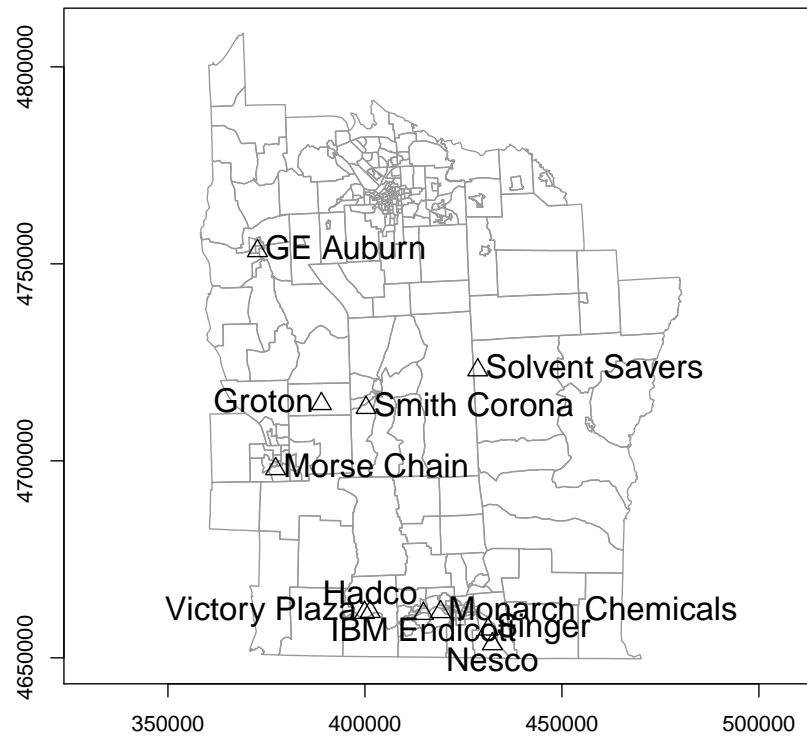 4800000
4750000
4700000
4650000
GE Auburn
Solvent Savers
Groton
Smith Corona
Morse Chain
Hadco
Victory Plaza
Monarch Chemicals
IBM Endicott
Singer
Nesco
350000
400000
450000
500000